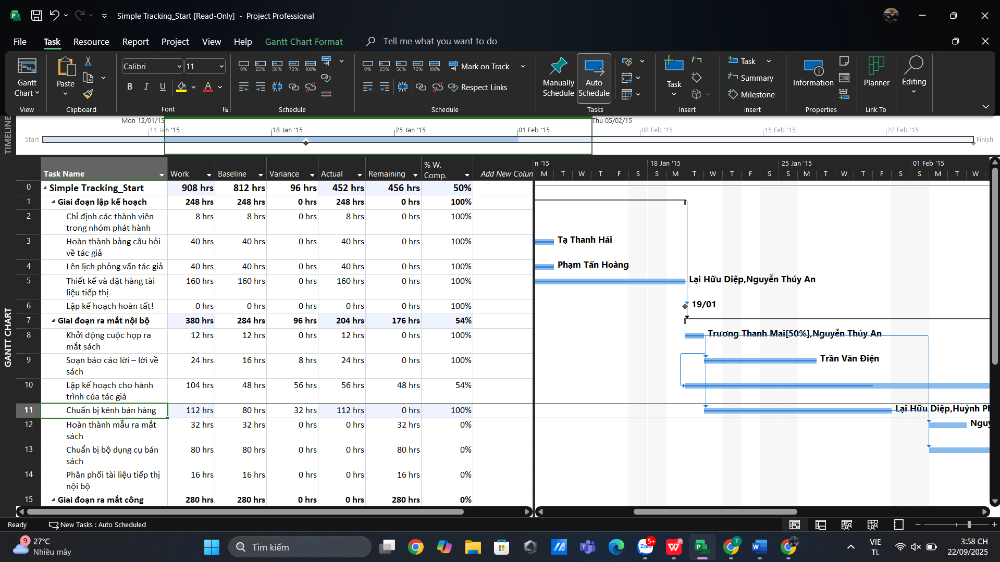 Simple Tracking_Start [Read-Only] - Project Professional
File Task Resource Report Project View Help Gantt Chart Format Tell me what you want to do
Gantt Chart
Paste
Calibri 11
B I U A
0% 25% 50% 75% 100%
0% 25% 50% 75% 100%
Mark on Track
Respect Links
Manually Schedule
Auto Schedule
Task
Task
Summary
Milestone
Information
Planner
Editing
View Clipboard Font Schedule Schedule Tasks Insert Insert Properties Link To
TIMELINE
Mon 12/01/15 Thu 05/02/15
11 Jan '15 18 Jan '15 25 Jan '15 01 Feb '15 08 Feb '15 15 Feb '15 22 Feb '15
Start Finish
GANTT CHART
Task Name Work Baseline Variance Actual Remaining % W. Comp. Add New Colun
n '15 18 Jan '15 25 Jan '15 01 Feb '15
M T W T F S S M T W T F S S M T W T F S S M T W
0 Simple Tracking_Start 908 hrs 812 hrs 96 hrs 452 hrs 456 hrs 50%
1 Giai đoạn lập kế hoạch 248 hrs 248 hrs 0 hrs 248 hrs 0 hrs 100%
2 Chỉ định các thành viên trong nhóm phát hành 8 hrs 8 hrs 0 hrs 8 hrs 0 hrs 100%
3 Hoàn thành bảng câu hỏi về tác giả 40 hrs 40 hrs 0 hrs 40 hrs 0 hrs 100% Tạ Thanh Hải
4 Lên lịch phỏng vấn tác giả 40 hrs 40 hrs 0 hrs 40 hrs 0 hrs 100% Phạm Tấn Hoàng
5 Thiết kế và đặt hàng tài liệu tiếp thị 160 hrs 160 hrs 0 hrs 160 hrs 0 hrs 100% Lại Hữu Diệp,Nguyễn Thúy An
6 Lập kế hoạch hoàn tất! 0 hrs 0 hrs 0 hrs 0 hrs 0 hrs 100% 19/01
7 Giai đoạn ra mắt nội bộ 380 hrs 284 hrs 96 hrs 204 hrs 176 hrs 54%
8 Khởi động cuộc họp ra mắt sách 12 hrs 12 hrs 0 hrs 12 hrs 0 hrs 100% Trương Thanh Mai[50%],Nguyễn Thúy An
9 Soạn báo cáo lời – lời về sách 24 hrs 16 hrs 8 hrs 24 hrs 0 hrs 100% Trần Văn Điện
10 Lập kế hoạch cho hành trình của tác giả 104 hrs 48 hrs 56 hrs 56 hrs 48 hrs 54%
11 Chuẩn bị kênh bán hàng 112 hrs 80 hrs 32 hrs 112 hrs 0 hrs 100% Lại Hữu Diệp,Huỳnh Ph
12 Hoàn thành mẫu ra mắt sách 32 hrs 32 hrs 0 hrs 0 hrs 32 hrs 0% Nguy
13 Chuẩn bị bộ dụng cụ bán sách 80 hrs 80 hrs 0 hrs 0 hrs 80 hrs 0%
14 Phân phối tài liệu tiếp thị nội bộ 16 hrs 16 hrs 0 hrs 0 hrs 16 hrs 0%
15 Giai đoạn ra mắt công 280 hrs 280 hrs 0 hrs 0 hrs 280 hrs 0%
Ready New Tasks : Auto Scheduled
9 27°C
Nhiều mây
Tìm kiếm
Zalo 5+
VIE
TL
3:58 CH
22/09/2025